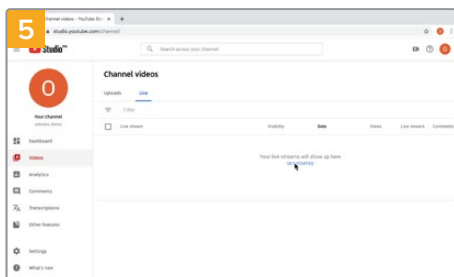 5
hannel videos - YouTube St
studio.youtube.com/channel/
Studio
Search across your channel
O
O
Channel videos
Uploads
Live
Filter
Your channel
Live stream
Visibility
Date
Views
Live viewers
Comments
Dashboard
Videos
Your live streams will show up here
GET STARTED
Analytics
Comments
Transcriptions
Other features
Settings
What's new